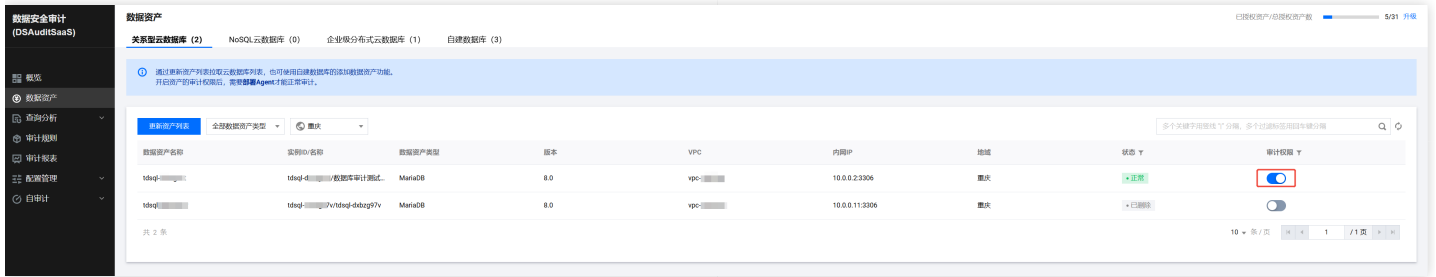 数据安全审计
(DSAuditSaaS)
概览
数据资产
查询分析
审计规则
审计报表
配置管理
自审计
数据资产
已授权资产/总授权资产数 5/31 升级
关系型云数据库（2） NoSQL云数据库（0） 企业级分布式云数据库（1） 自建数据库（3）
通过更新资产列表拉取云数据库列表，也可使用自建数据库的添加数据资产功能。
开启资产的审计权限后，需要部署Agent才能正常审计。
更新资产列表 全部数据资产类型 重庆 多个关键字用竖线 "|" 分隔，多个过滤标签用回车键分隔
数据资产名称 实例ID/名称 数据资产类型 版本 VPC 内网IP 地域 状态 审计权限
tdsql- tdsql-d /数据库审计测试... MariaDB 8.0 vpc- 10.0.0.2:3306 重庆 正常
tdsql tdsql- 7v/tdsql-dxbzg97v MariaDB 8.0 vpc- 10.0.0.11:3306 重庆 已删除
共 2 条 10 条 / 页 1 / 1 页